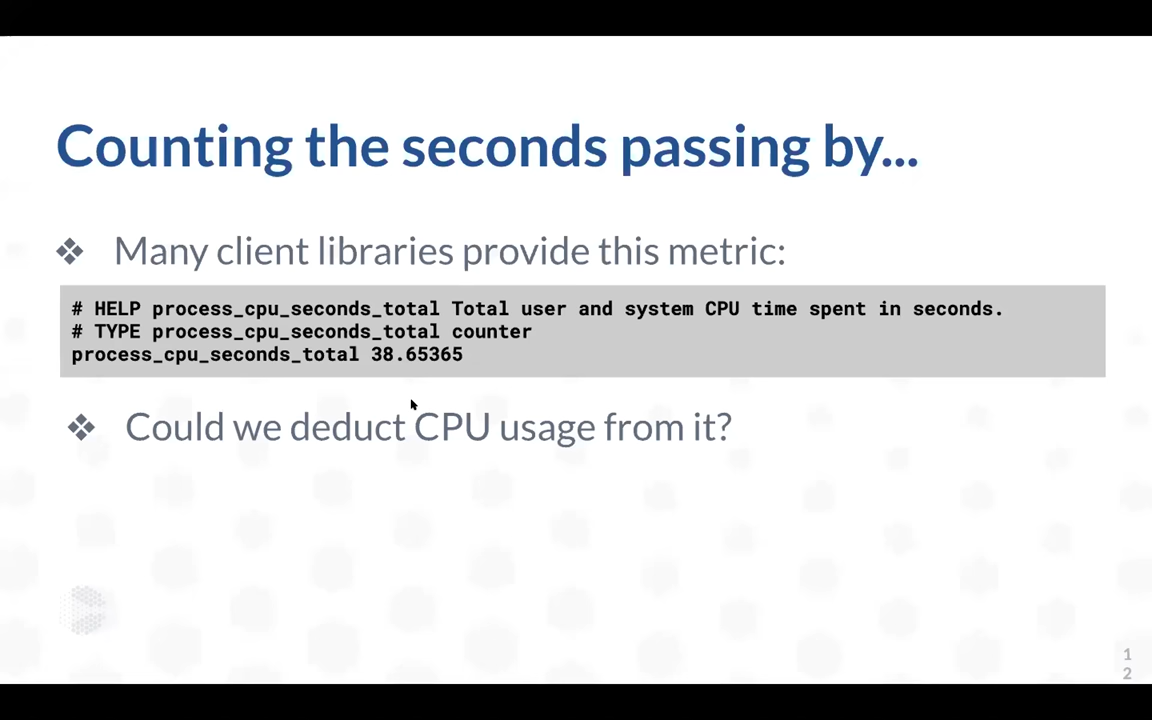 Counting the seconds passing by...
❖ Many client libraries provide this metric:
# HELP process_cpu_seconds_total Total user and system CPU time spent in seconds.
# TYPE process_cpu_seconds_total counter
process_cpu_seconds_total 38.65365
❖ Could we deduct CPU usage from it?
1
2